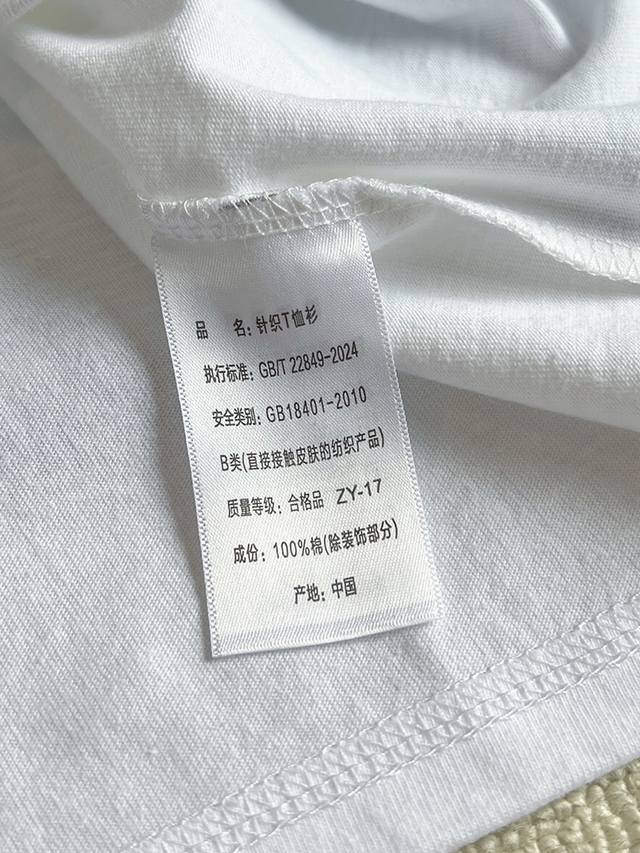 品 名：针织T恤衫
执行标准：GB/T 22849-2024
安全类别：GB18401-2010
B类(直接接触皮肤的纺织产品)
质量等级：合格品 ZY-17
成份：100%棉(除装饰部分)
产地：中国